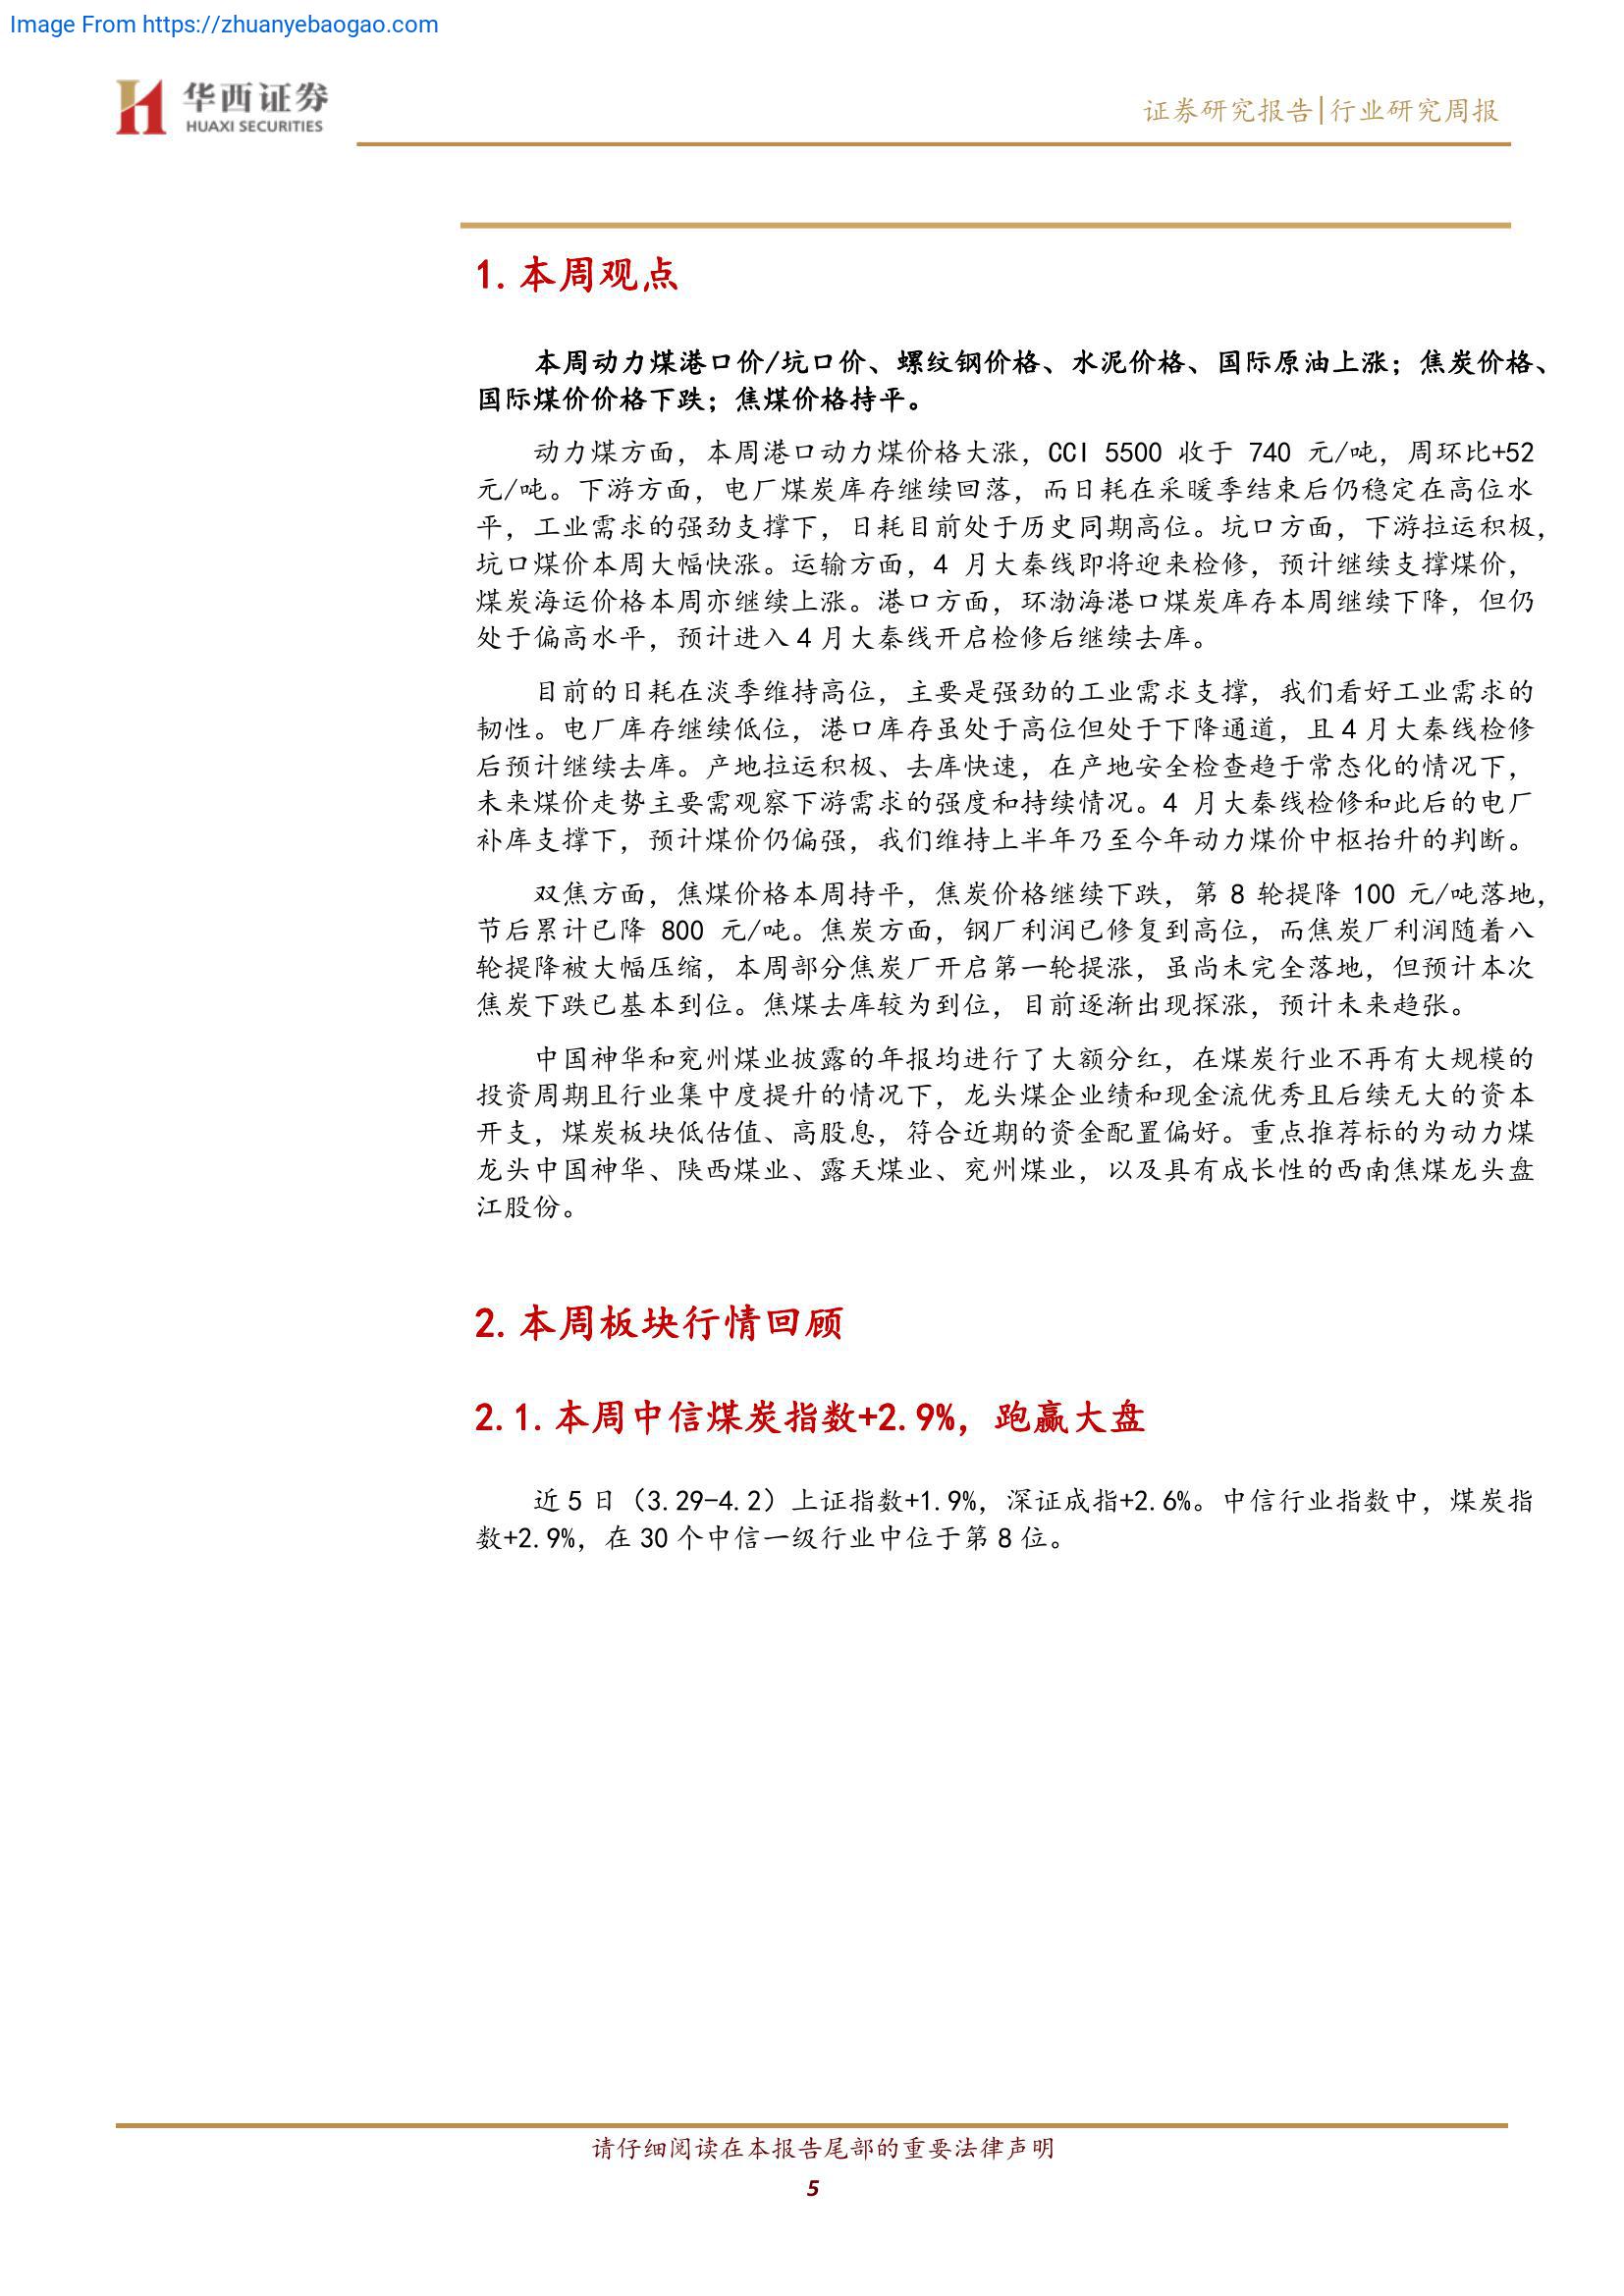 Image From https://zhuanyebaogao.com
华西证券
HUAXI SECURITIES
证券研究报告|行业研究周报
1.本周观点
本周动力煤港口价/坑口价、螺纹钢价格、水泥价格、国际原油上涨；焦炭价格、
国际煤价价格下跌；焦煤价格持平。
动力煤方面，本周港口动力煤价格大涨，CCI 5500 收于 740 元/吨，周环比+52
元/吨。下游方面，电厂煤炭库存继续回落，而日耗在采暖季结束后仍稳定在高位水
平，工业需求的强劲支撑下，日耗目前处于历史同期高位。坑口方面，下游拉运积极，
坑口煤价本周大幅快涨。运输方面，4 月大秦线即将迎来检修，预计继续支撑煤价，
煤炭海运价格本周亦继续上涨。港口方面，环渤海港口煤炭库存本周继续下降，但仍
处于偏高水平，预计进入4月大秦线开启检修后继续去库。
目前的日耗在淡季维持高位，主要是强劲的工业需求支撑，我们看好工业需求的
韧性。电厂库存继续低位，港口库存虽处于高位但处于下降通道，且4月大秦线检修
后预计继续去库。产地拉运积极、去库快速，在产地安全检查趋于常态化的情况下，
未来煤价走势主要需观察下游需求的强度和持续情况。4 月大秦线检修和此后的电厂
补库支撑下，预计煤价仍偏强，我们维持上半年乃至今年动力煤价中枢抬升的判断。
双焦方面，焦煤价格本周持平，焦炭价格继续下跌，第 8 轮提降 100 元/吨落地，
节后累计已降 800 元/吨。焦炭方面，钢厂利润已修复到高位，而焦炭厂利润随着八
轮提降被大幅压缩，本周部分焦炭厂开启第一轮提涨，虽尚未完全落地，但预计本次
焦炭下跌已基本到位。焦煤去库较为到位，目前逐渐出现探涨，预计未来趋张。
中国神华和兖州煤业披露的年报均进行了大额分红，在煤炭行业不再有大规模的
投资周期且行业集中度提升的情况下，龙头煤企业绩和现金流优秀且后续无大的资本
开支，煤炭板块低估值、高股息，符合近期的资金配置偏好。重点推荐标的为动力煤
龙头中国神华、陕西煤业、露天煤业、兖州煤业，以及具有成长性的西南焦煤龙头盘
江股份。
2.本周板块行情回顾
2.1.本周中信煤炭指数+2.9%，跑赢大盘
近5日（3.29-4.2）上证指数+1.9%，深证成指+2.6%。中信行业指数中，煤炭指
数+2.9%，在30个中信一级行业中位于第8位。
请仔细阅读在本报告尾部的重要法律声明
5